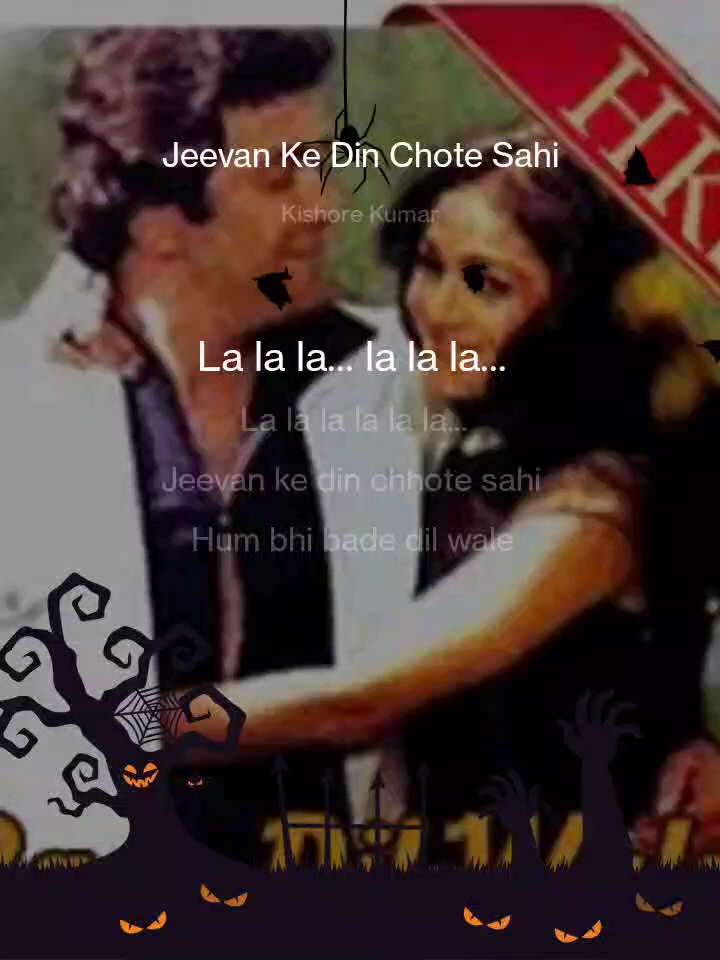 Jeevan Ke Din Chote Sahi
Kishore Kumar
La la la... la la la...
La la la la la la...
Jeevan ke din chhote sahi
Hum bhi bade dil wale